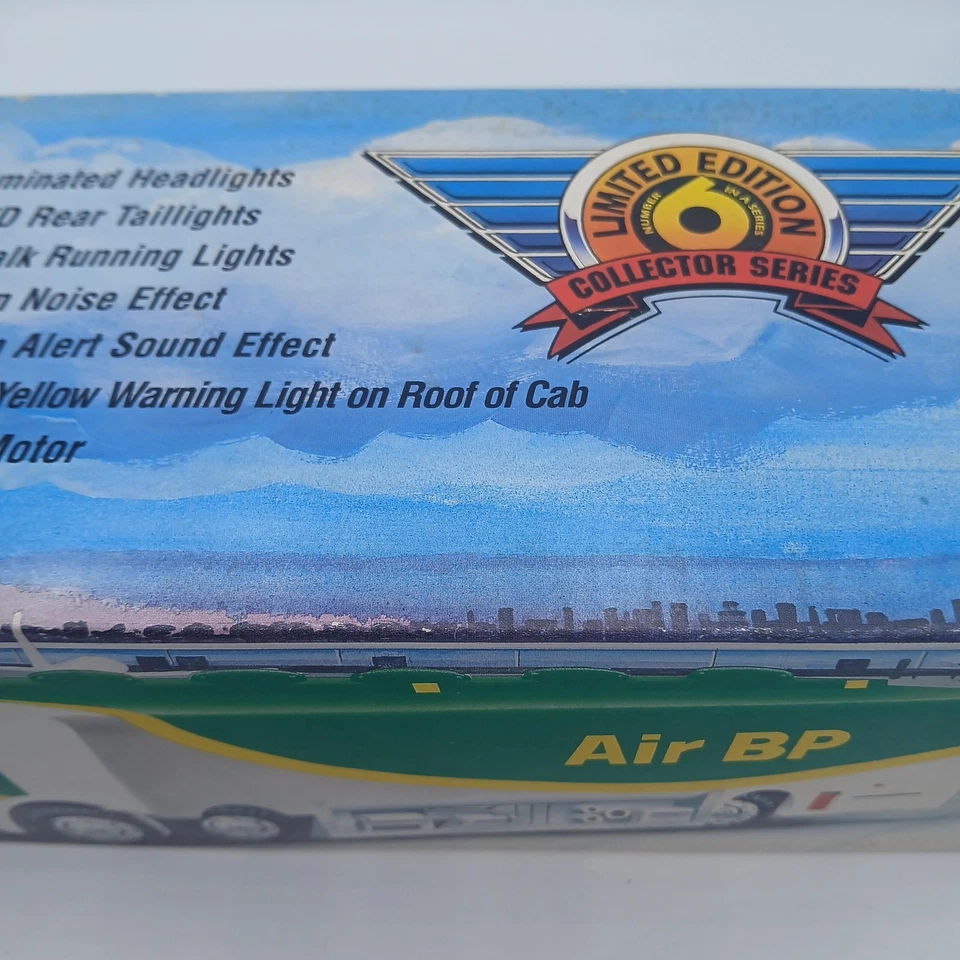 minated Headlights
D Rear Taillights
alk Running Lights
n Noise Effect
n Alert Sound Effect
Yellow Warning Light on Roof of Cab
Motor
LIMITED EDITION
NUMBER 6 IN A SERIES
COLLECTOR SERIES
Air BP